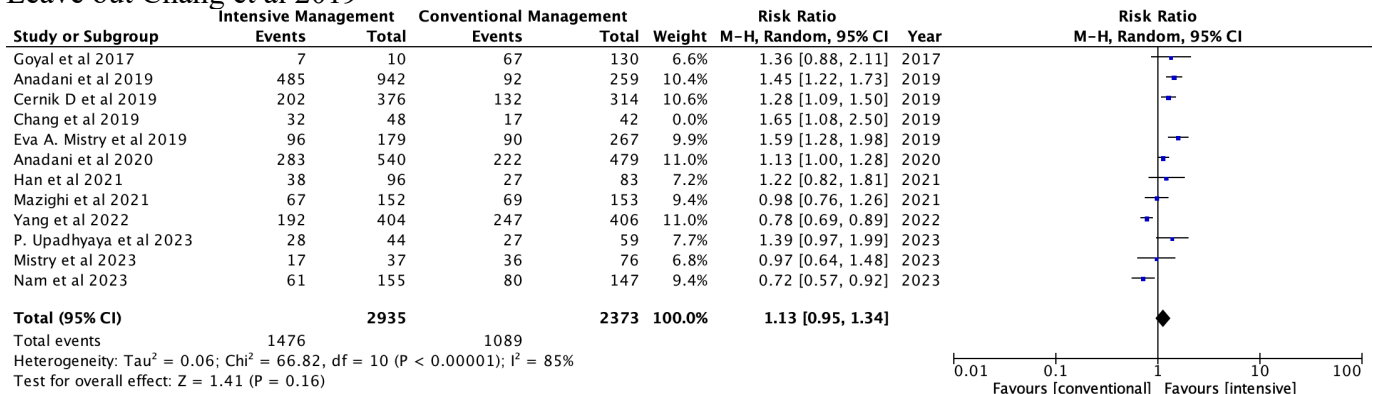 Leave out Chang et al 2019
Intensive Management Conventional Management Risk Ratio Risk Ratio
Study or Subgroup Events Total Events Total Weight M-H, Random, 95% CI Year M-H, Random, 95% CI
Goyal et al 2017 7 10 67 130 6.6% 1.36 [0.88, 2.11] 2017
Anadani et al 2019 485 942 92 259 10.4% 1.45 [1.22, 1.73] 2019
Cernik D et al 2019 202 376 132 314 10.6% 1.28 [1.09, 1.50] 2019
Chang et al 2019 32 48 17 42 0.0% 1.65 [1.08, 2.50] 2019
Eva A. Mistry et al 2019 96 179 90 267 9.9% 1.59 [1.28, 1.98] 2019
Anadani et al 2020 283 540 222 479 11.0% 1.13 [1.00, 1.28] 2020
Han et al 2021 38 96 27 83 7.2% 1.22 [0.82, 1.81] 2021
Mazighi et al 2021 67 152 69 153 9.4% 0.98 [0.76, 1.26] 2021
Yang et al 2022 192 404 247 406 11.0% 0.78 [0.69, 0.89] 2022
P. Upadhyaya et al 2023 28 44 27 59 7.7% 1.39 [0.97, 1.99] 2023
Mistry et al 2023 17 37 36 76 6.8% 0.97 [0.64, 1.48] 2023
Nam et al 2023 61 155 80 147 9.4% 0.72 [0.57, 0.92] 2023
Total (95% CI) 2935 2373 100.0% 1.13 [0.95, 1.34]
Total events 1476 1089
Heterogeneity: Tau² = 0.06; Chi² = 66.82, df = 10 (P < 0.00001); I² = 85%
Test for overall effect: Z = 1.41 (P = 0.16)
0.01 0.1 1 10 100
Favours [conventional] Favours [intensive]